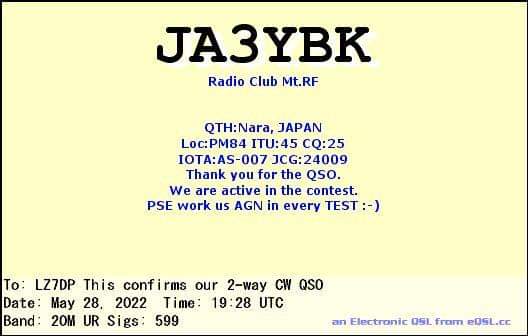 JA3YBK
Radio Club Mt.RF
QTH:Nara, JAPAN
Loc:PM84 ITU:45 CQ:25
IOTA:AS-007 JCG:24009
Thank you for the QSO.
We are active in the contest.
PSE work us AGN in every TEST :-)
To: LZ7DP This confirms our 2-way CW QSO
Date: May 28, 2022 Time: 19:28 UTC
Band: 20M UR Sigs: 599
an Electronic QSL from eQSL.cc